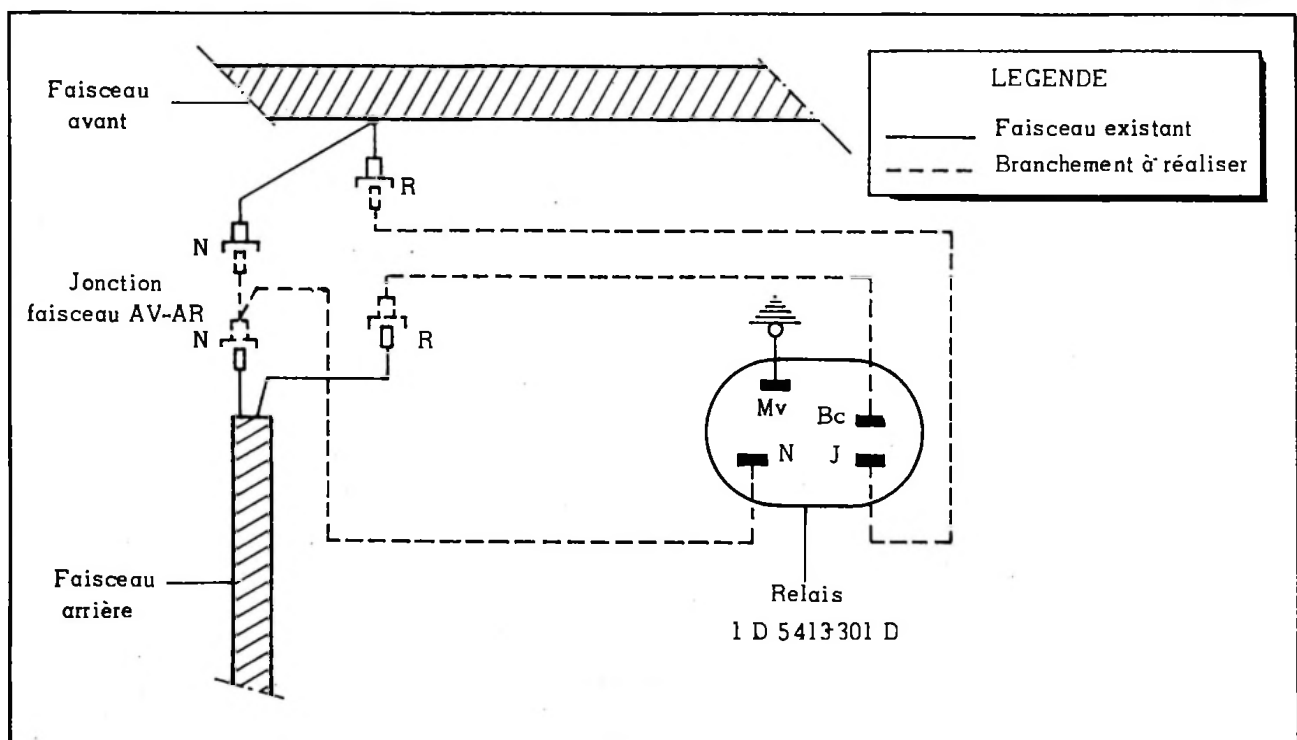 Faisceau
avant
LEGENDE
Faisceau existant
Branchement à réaliser
R
N
Jonction
faisceau AV-AR
N
R
Mv
Bc
N
J
Faisceau
arrière
Relais
1 D 5413-301 D